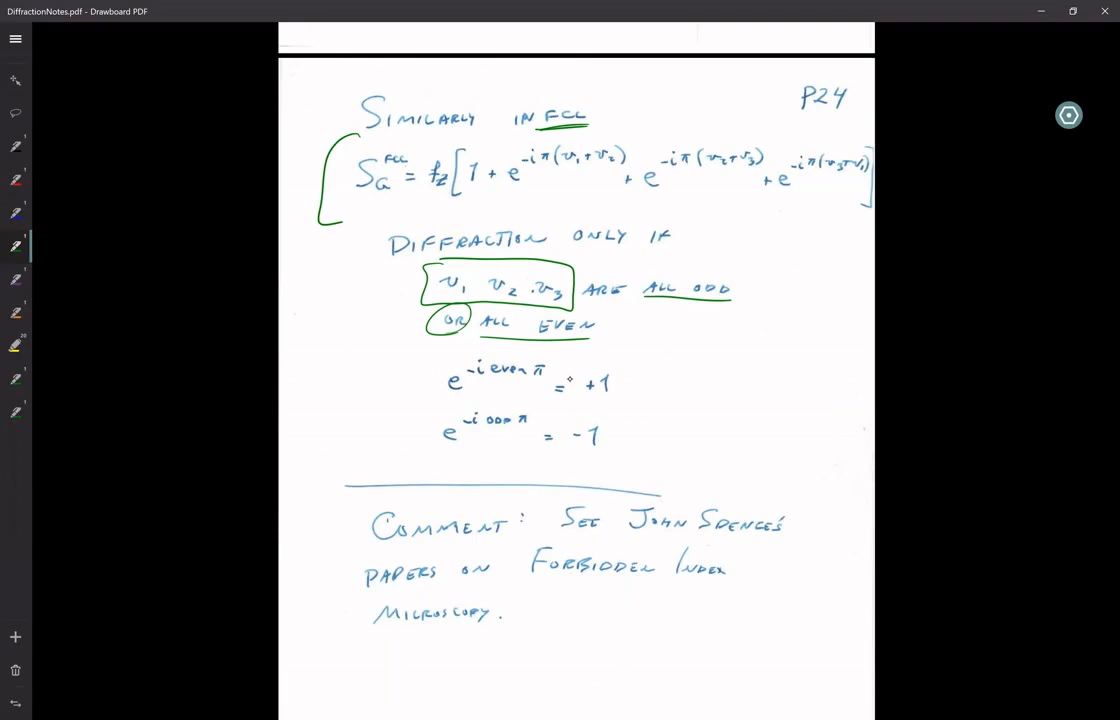 DiffractionNotes.pdf - Drawboard PDF
P24
SIMILARLY IN FCC
S_G^FCC = f_z [ 1 + e^-iπ(v₁+v₂) + e^-iπ(v₂+v₃) + e^-iπ(v₃+v₁) ]
DIFFRACTION ONLY IF
v₁ v₂ v₃ ARE ALL ODD
OR ALL EVEN
e^-i even π = +1
e^-i ODD π = -1
COMMENT: SEE JOHN SPENCE'S
PAPERS ON FORBIDDEN INDEX
MICROSCOPY.